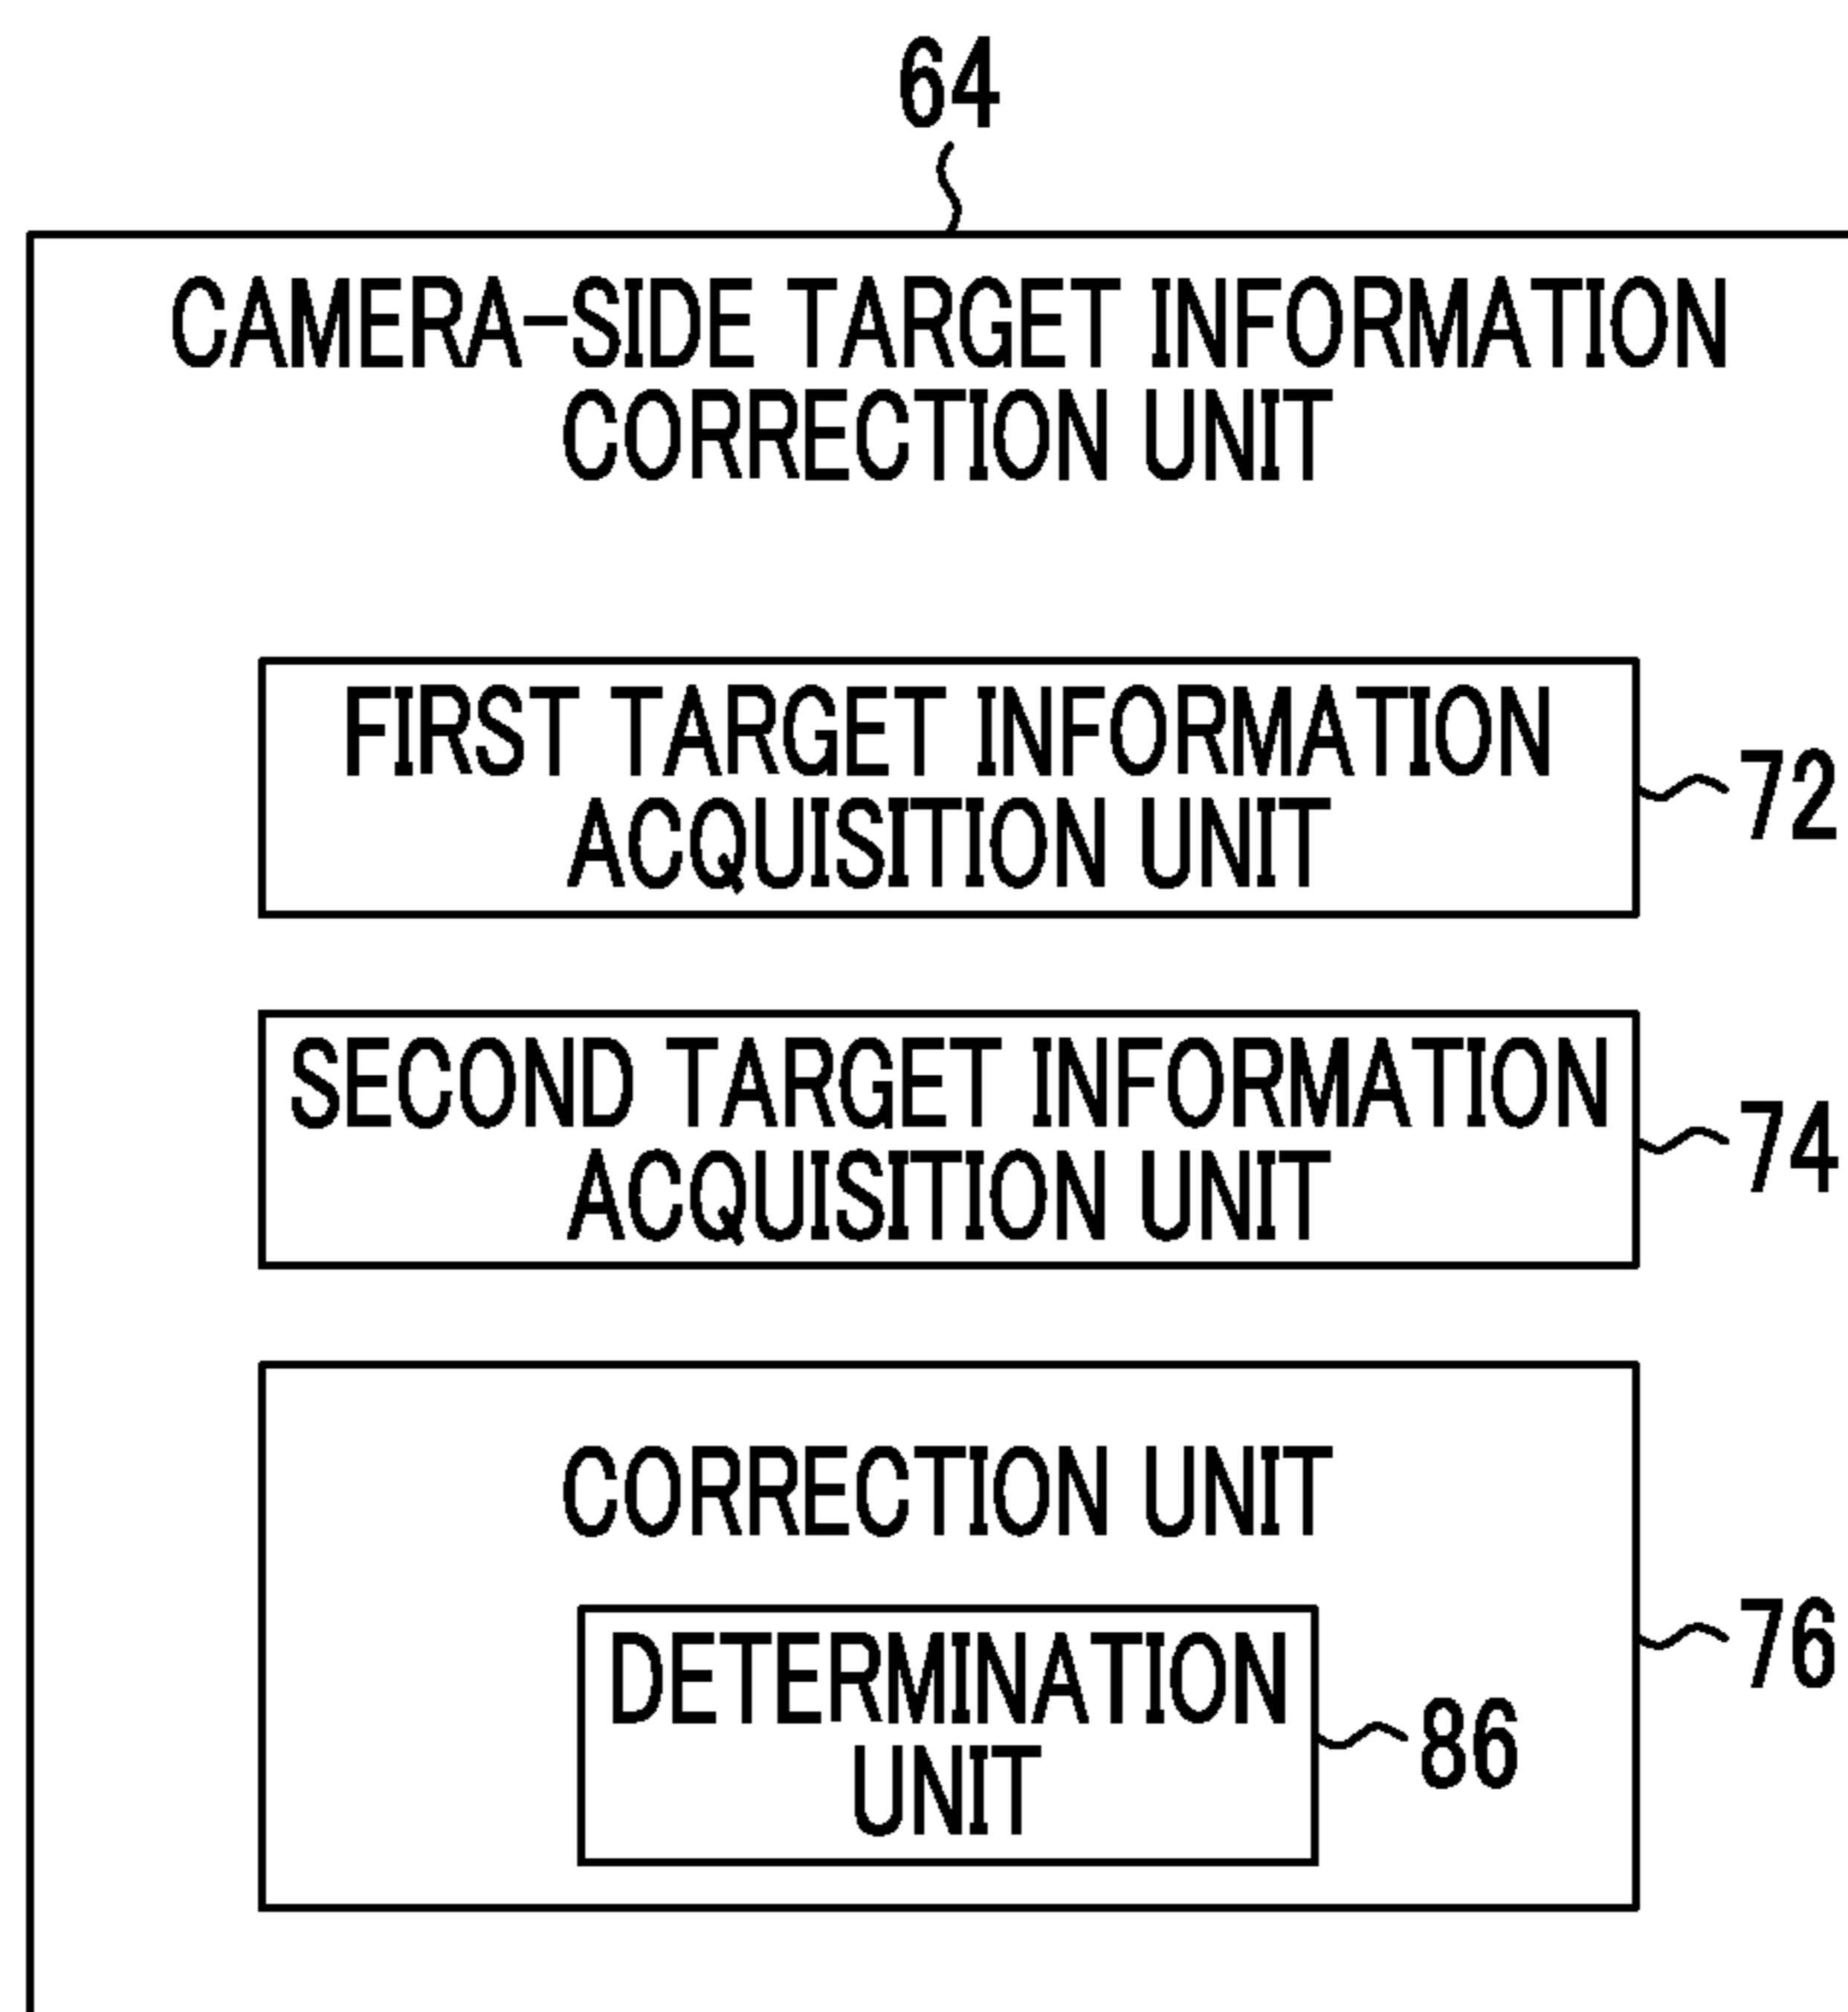 64
CAMERA-SIDE TARGET INFORMATION
CORRECTION UNIT
FIRST TARGET INFORMATION
ACQUISITION UNIT
72
SECOND TARGET INFORMATION
ACQUISITION UNIT
74
CORRECTION UNIT
76
DETERMINATION
UNIT
86